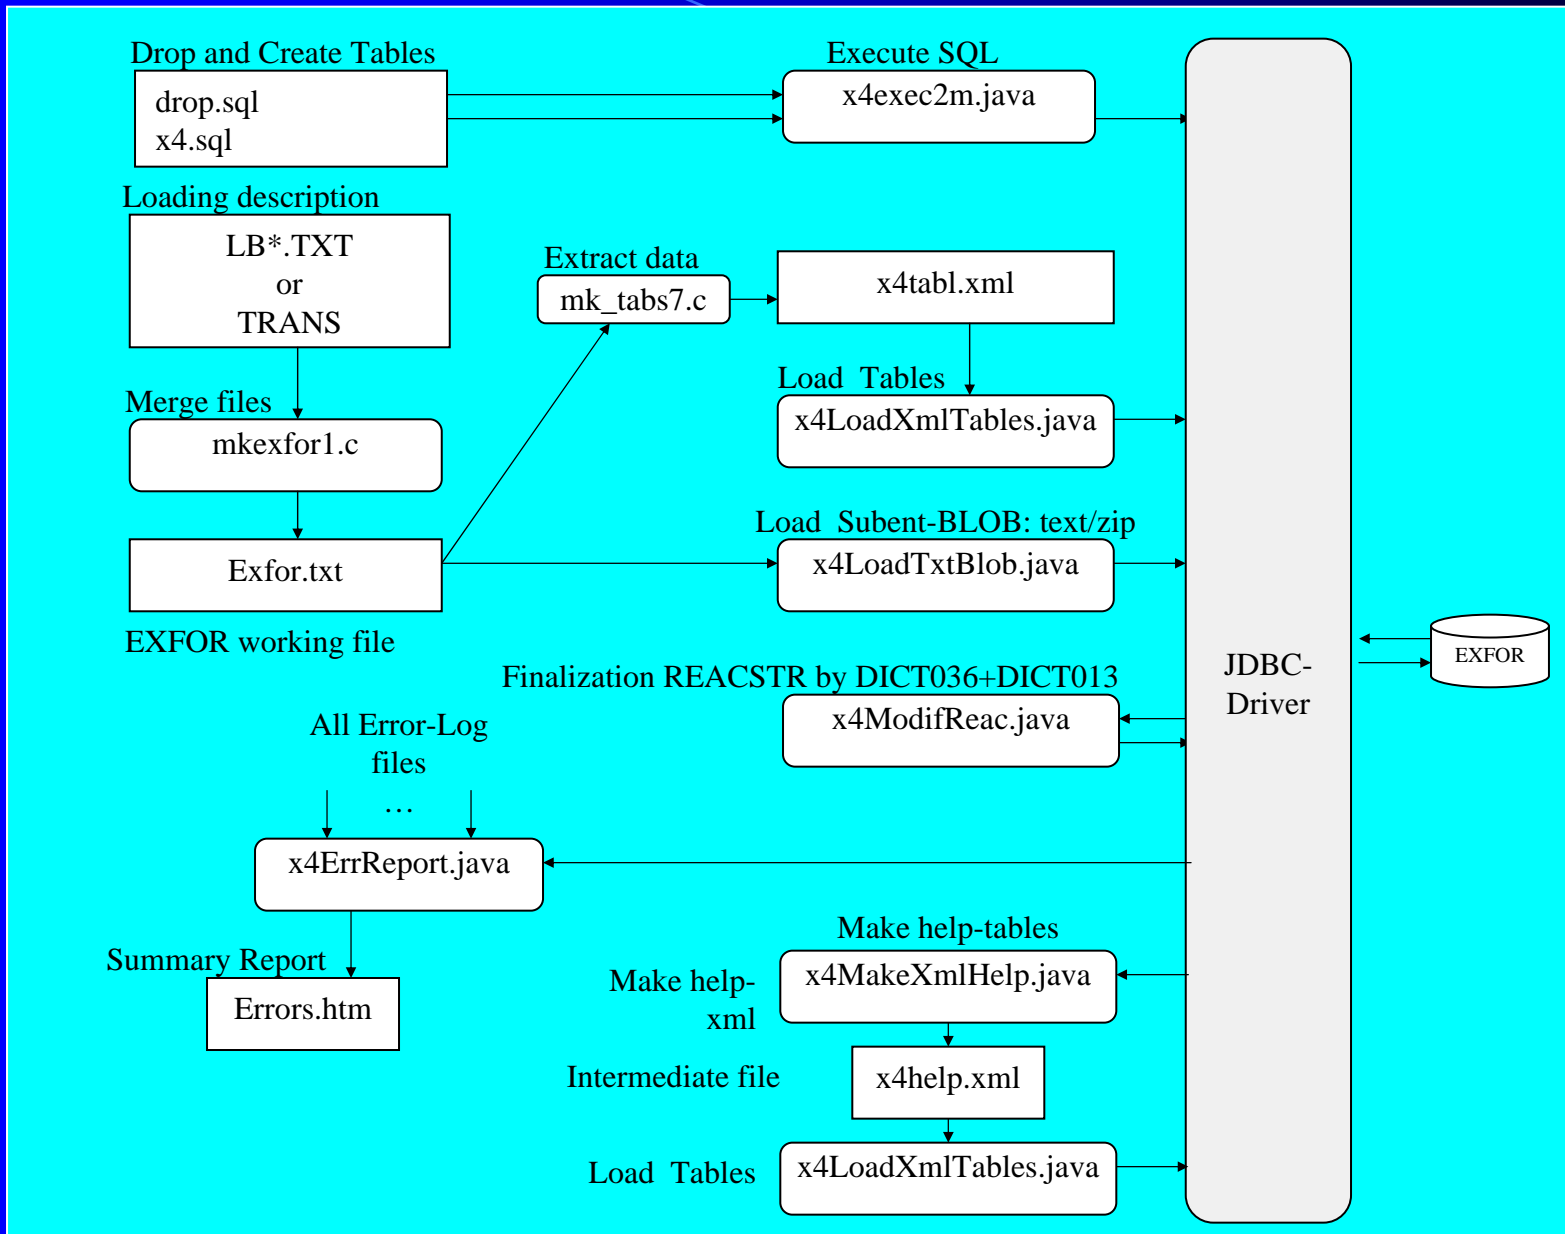 Drop and Create Tables
drop.sql
x4.sql
Execute SQL
x4exec2m.java
Loading description
LB*.TXT
or
TRANS
Extract data
mk_tabs7.c
x4tabl.xml
Merge files
mkexfor1.c
Load Tables
x4LoadXmlTables.java
Exfor.txt
EXFOR working file
Load Subent-BLOB: text/zip
x4LoadTxtBlob.java
JDBC-
Driver
EXFOR
Finalization REACSTR by DICT036+DICT013
x4ModifReac.java
All Error-Log
files
…
x4ErrReport.java
Summary Report
Errors.htm
Make help-tables
Make help-
xml
x4MakeXmlHelp.java
Intermediate file
x4help.xml
Load Tables
x4LoadXmlTables.java